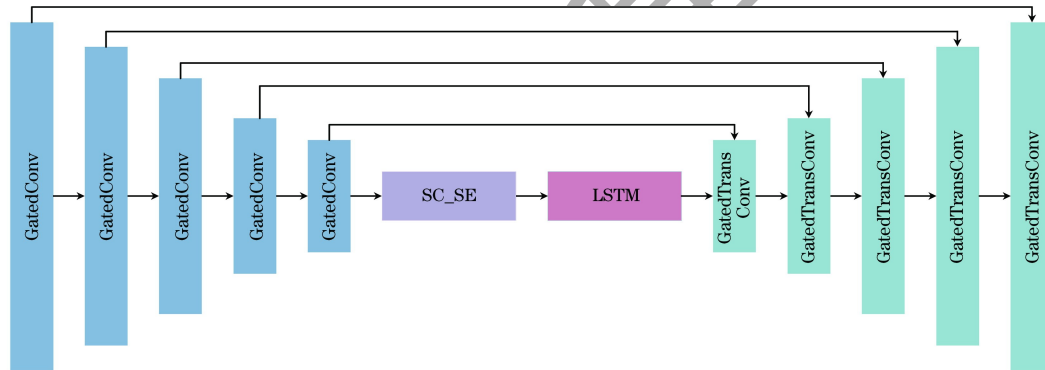 GatedConv
GatedConv
GatedConv
GatedConv
GatedConv
SC_SE
LSTM
GatedTrans
Conv
GatedTransConv
GatedTransConv
GatedTransConv
GatedTransConv